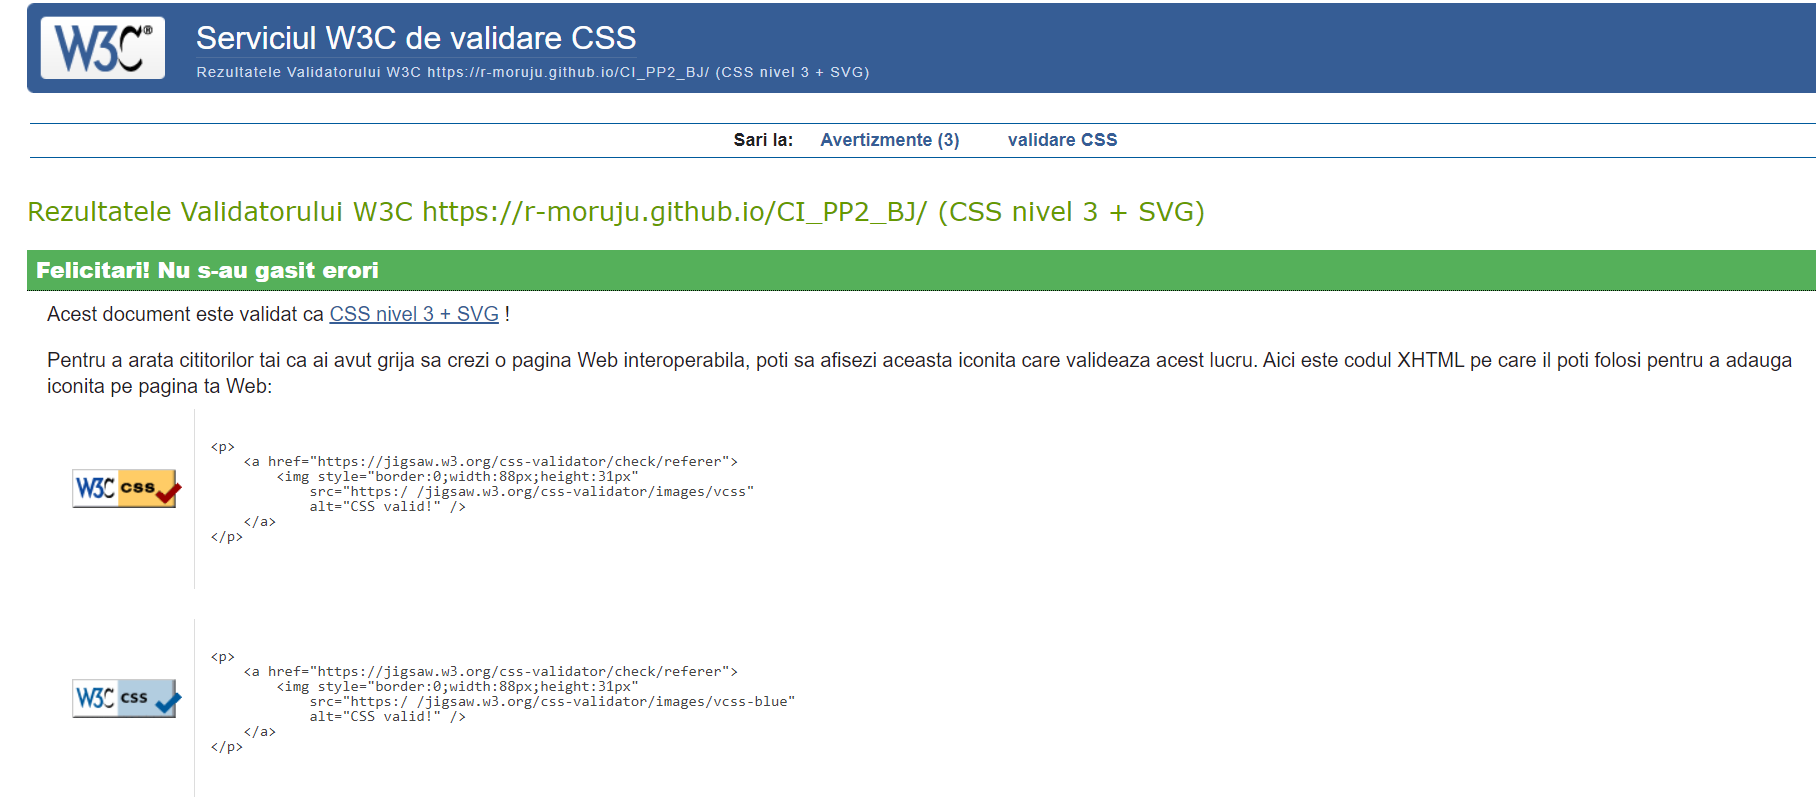 W3C® Serviciul W3C de validare CSS
Rezultatele Validatorului W3C https://r-moruju.github.io/CI_PP2_BJ/ (CSS nivel 3 + SVG)
Sari la: Avertizmente (3) validare CSS
Rezultatele Validatorului W3C https://r-moruju.github.io/CI_PP2_BJ/ (CSS nivel 3 + SVG)
Felicitari! Nu s-au gasit erori
Acest document este validat ca CSS nivel 3 + SVG !
Pentru a arata cititorilor tai ca ai avut grija sa crezi o pagina Web interoperabila, poti sa afisezi aceasta iconita care valideaza acest lucru. Aici este codul XHTML pe care il poti folosi pentru a adauga
iconita pe pagina ta Web:
W3C css
<p>
<a href="https://jigsaw.w3.org/css-validator/check/referer">
<img style="border:0;width:88px;height:31px"
src="https:/ /jigsaw.w3.org/css-validator/images/vcss"
alt="CSS valid!" />
</a>
</p>
W3C css
<p>
<a href="https://jigsaw.w3.org/css-validator/check/referer">
<img style="border:0;width:88px;height:31px"
src="https:/ /jigsaw.w3.org/css-validator/images/vcss-blue"
alt="CSS valid!" />
</a>
</p>